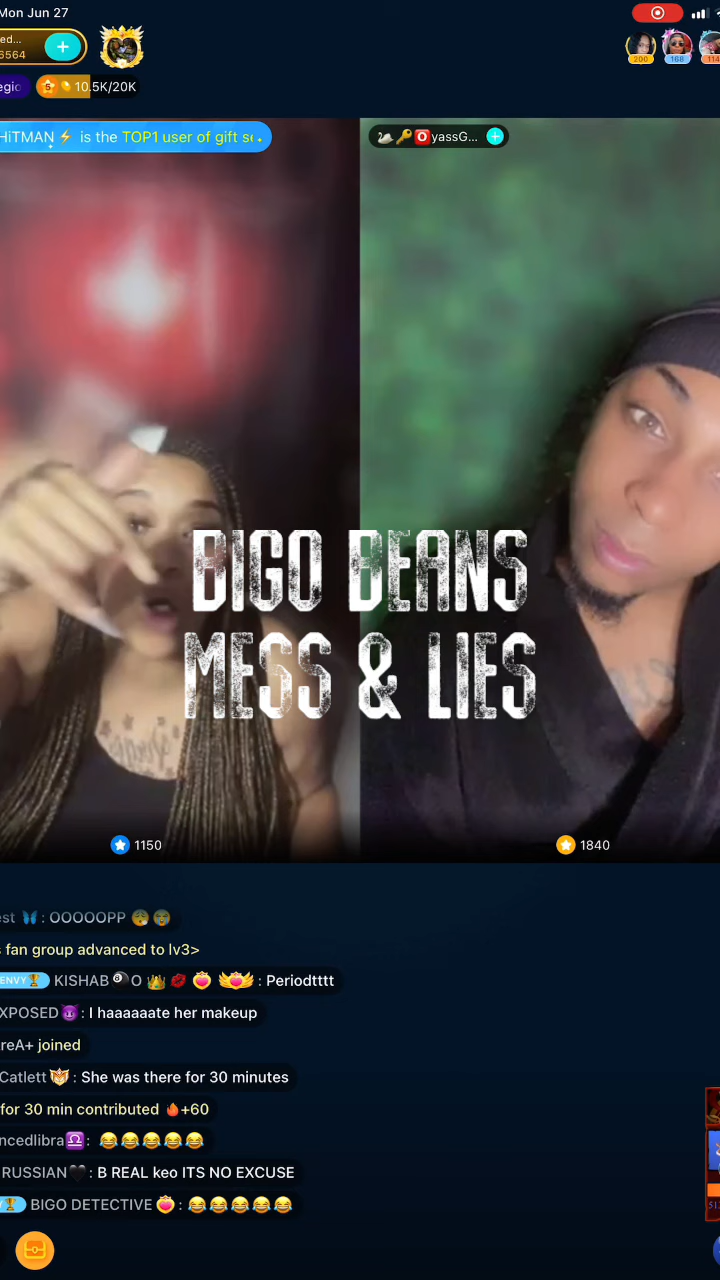 Mon Jun 27
ed...
6564
200
168
114
egio
10.5K/20K
HiTMAN⚡ is the TOP1 user of gift s
🦢🔑🅾️yassG...
BIGO BEANS
MESS & LIES
1150
1840
est 🦋: OOOOOPP 😮‍💨😭
s fan group advanced to lv3>
ENVY🏆 KISHAB🎱O 👑💋 : Periodtttt
XPOSED😈: I haaaaaate her makeup
reA+ joined
Catlett : She was there for 30 minutes
for 30 min contributed 🔥+60
ncedlibra♎: 😂😂😂😂😂
RUSSIAN🖤: B REAL keo ITS NO EXCUSE
🏆 BIGO DETECTIVE : 😂😂😂😂😂